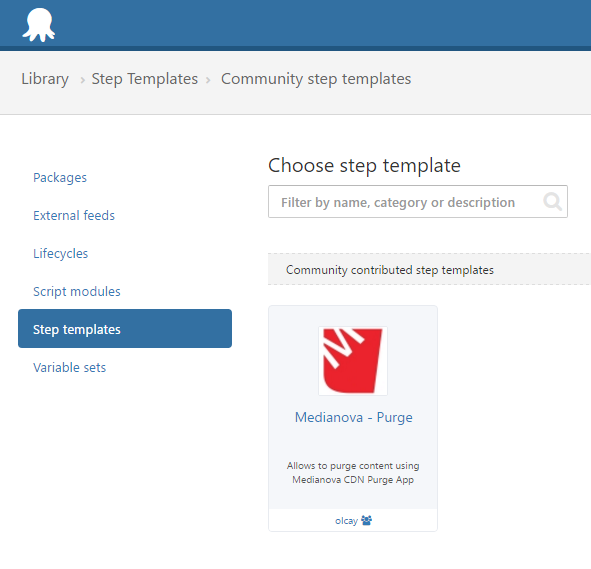 Library › Step Templates › Community step templates
Choose step template
Filter by name, category or description
Packages
External feeds
Lifecycles
Script modules
Step templates
Variable sets
Community contributed step templates
M
Medianova - Purge
Allows to purge content using
Medianova CDN Purge App
olcay